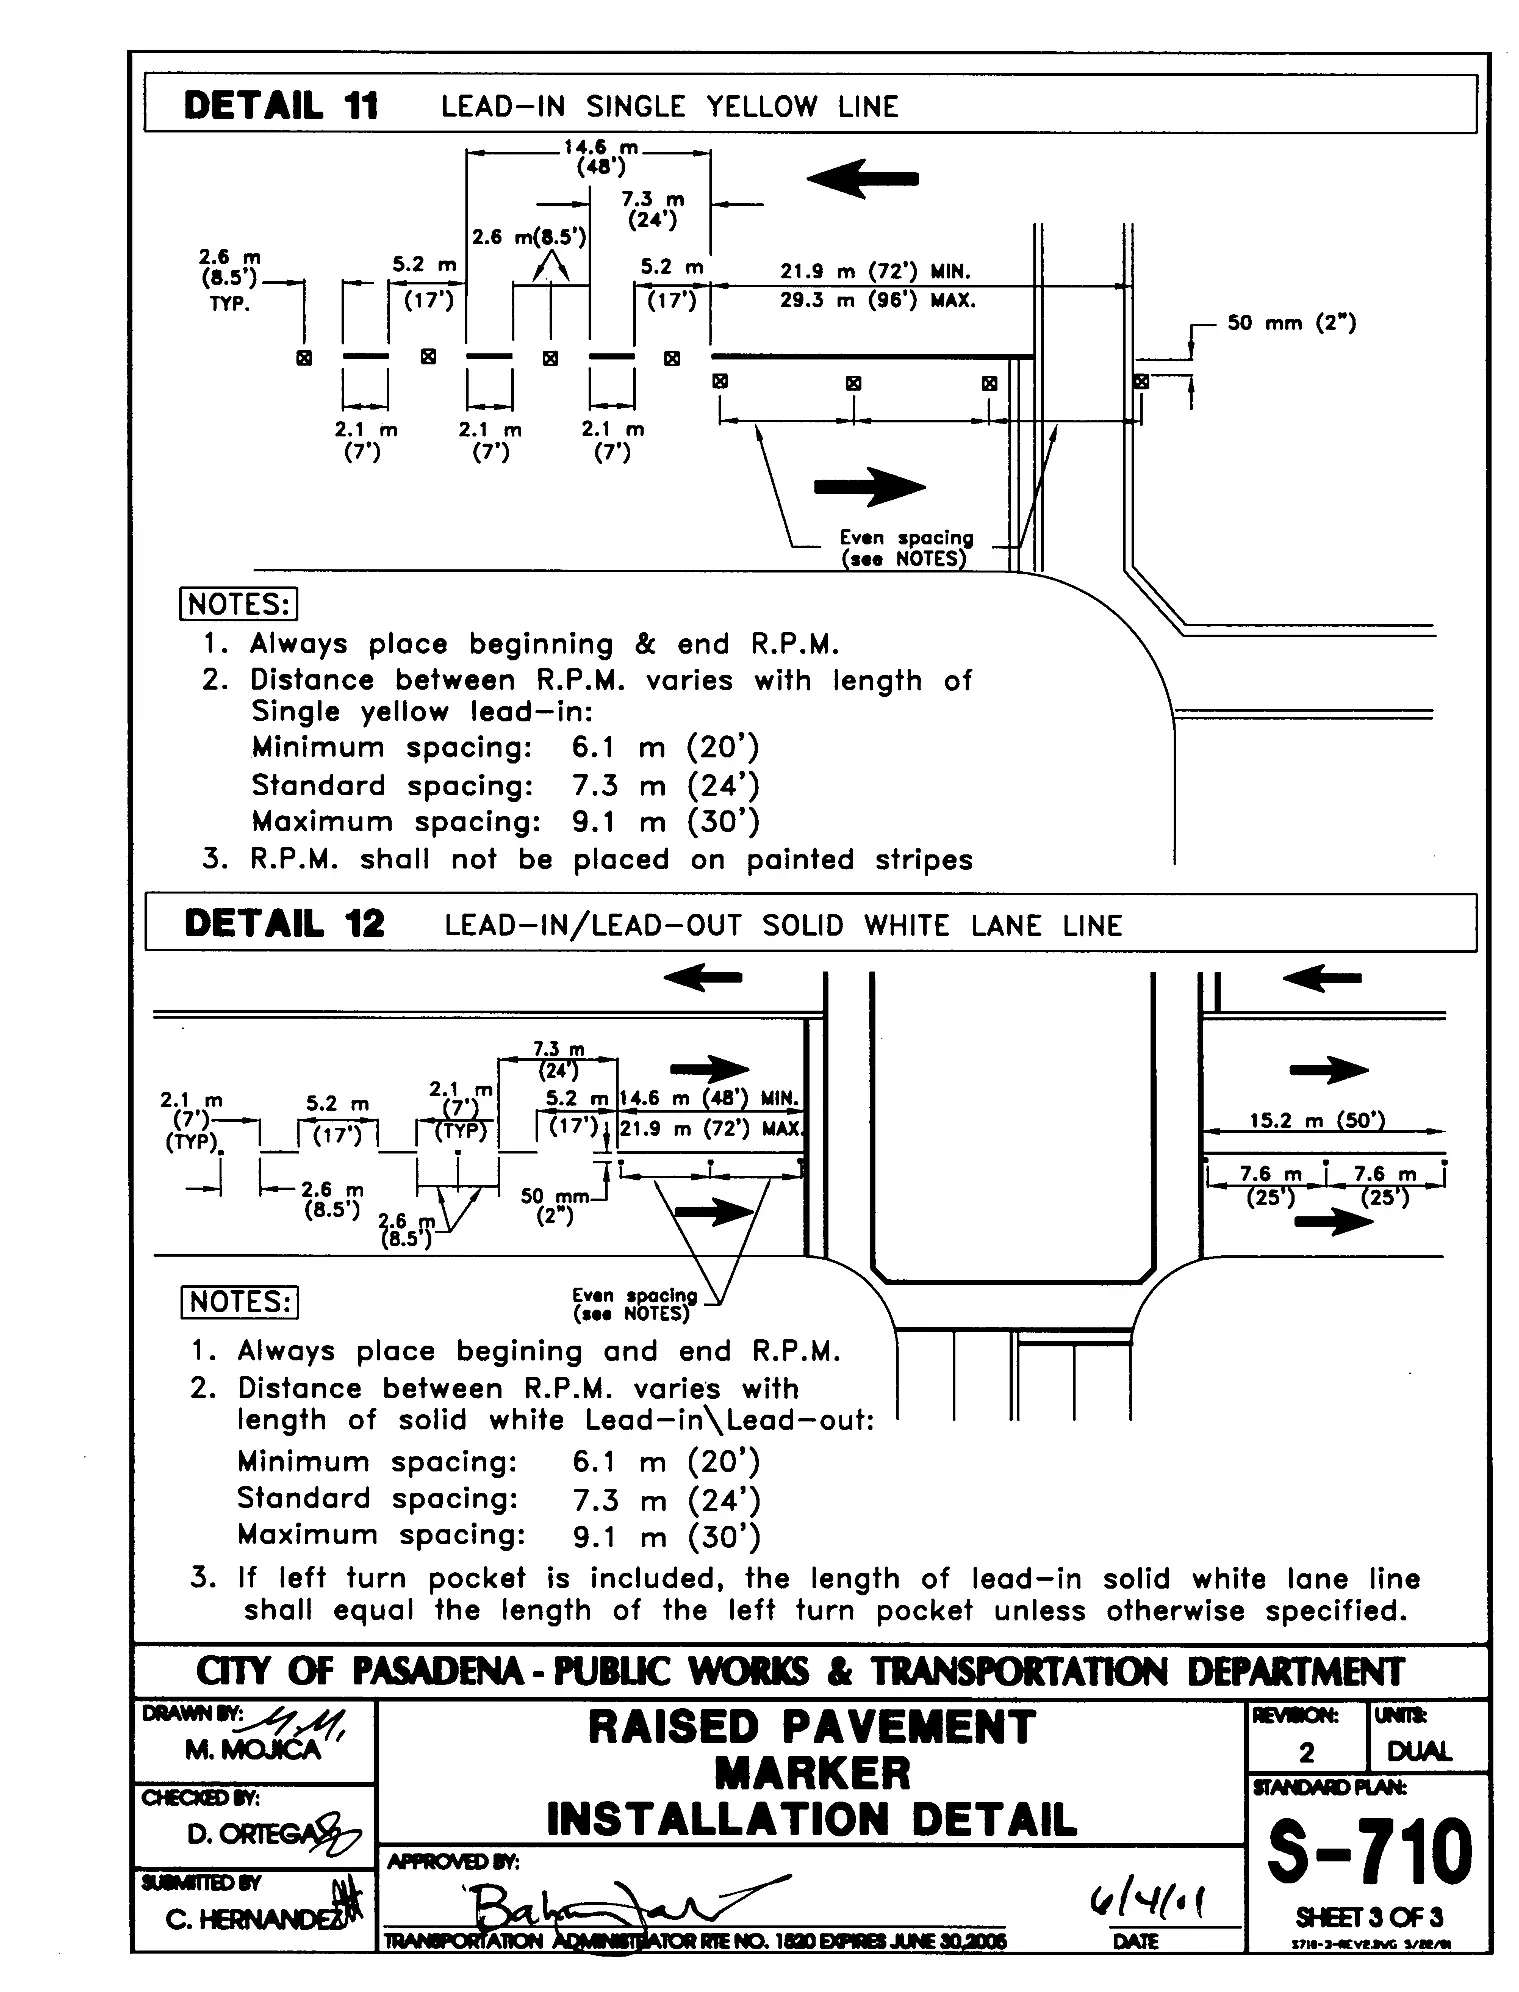 DETAIL 11 LEAD-IN SINGLE YELLOW LINE
14.6 m
(48')
7.3 m
(24')
2.6 m(8.5')
2.6 m
(8.5')
TYP.
5.2 m
(17')
5.2 m
(17')
21.9 m (72') MIN.
29.3 m (96') MAX.
50 mm (2")
2.1 m
(7')
2.1 m
(7')
2.1 m
(7')
Even spacing
(see NOTES)
NOTES:
1. Always place beginning & end R.P.M.
2. Distance between R.P.M. varies with length of
Single yellow lead-in:
Minimum spacing: 6.1 m (20')
Standard spacing: 7.3 m (24')
Maximum spacing: 9.1 m (30')
3. R.P.M. shall not be placed on painted stripes
DETAIL 12 LEAD-IN/LEAD-OUT SOLID WHITE LANE LINE
7.3 m
(24')
2.1 m
(7')
(TYP)
5.2 m
(17')
2.1 m
(7')
(TYP)
5.2 m
(17')
14.6 m (48') MIN.
21.9 m (72') MAX.
15.2 m (50')
2.6 m
(8.5')
2.6 m
(8.5')
50 mm
(2")
7.6 m
(25')
7.6 m
(25')
Even spacing
(see NOTES)
NOTES:
1. Always place begining and end R.P.M.
2. Distance between R.P.M. varies with
length of solid white Lead-in\Lead-out:
Minimum spacing: 6.1 m (20')
Standard spacing: 7.3 m (24')
Maximum spacing: 9.1 m (30')
3. If left turn pocket is included, the length of lead-in solid white lane line
shall equal the length of the left turn pocket unless otherwise specified.
CITY OF PASADENA - PUBLIC WORKS & TRANSPORTATION DEPARTMENT
DRAWN BY:
M.M.
M. MOJICA
CHECKED BY:
D. ORTEGA
SUBMITTED BY
C. HERNANDEZ
RAISED PAVEMENT
MARKER
INSTALLATION DETAIL
APPROVED BY:
6/4/01
TRANSPORTATION ADMINISTRATOR RTE NO. 1520 EXPIRES JUNE 30,2005
DATE
REVISION:
2
UNITS:
DUAL
STANDARD PLAN:
S-710
SHEET 3 OF 3